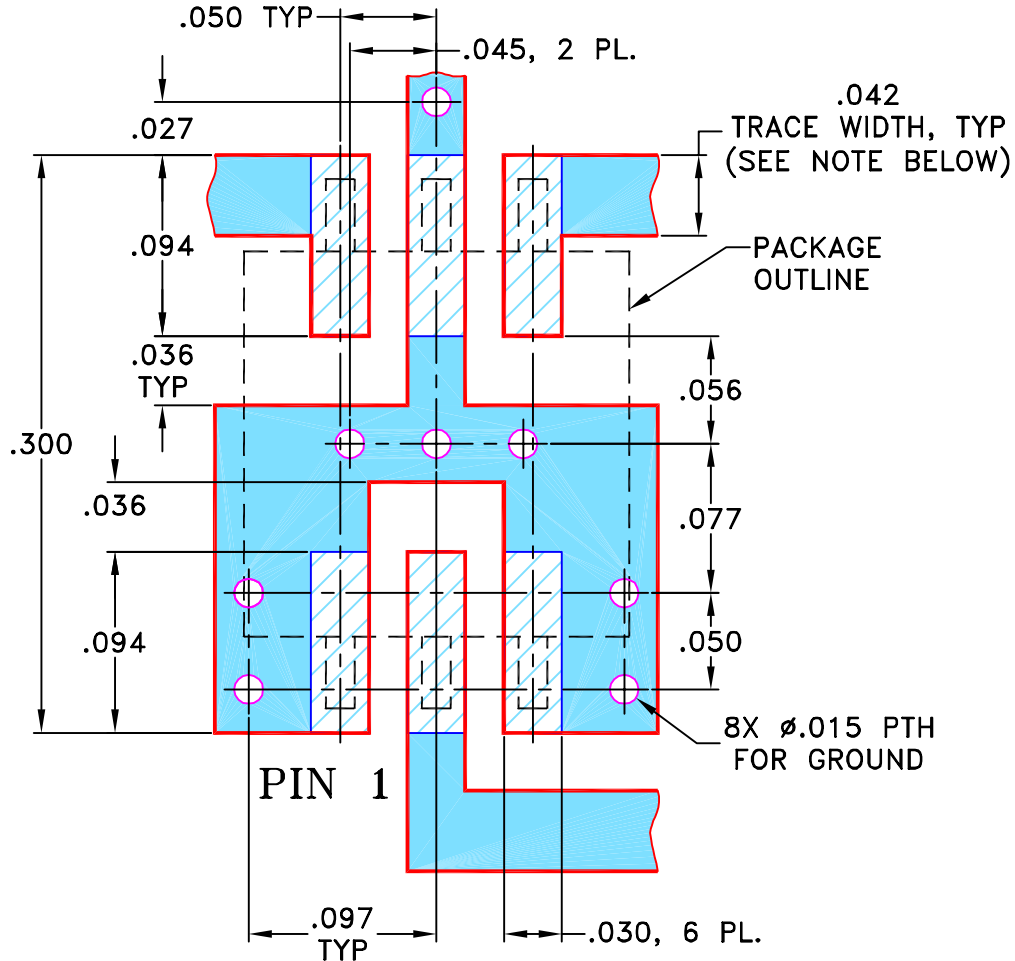 .050 TYP
.045, 2 PL.
.042
TRACE WIDTH, TYP
(SEE NOTE BELOW)
.027
.094
PACKAGE
OUTLINE
.036
TYP
.056
.300
.036
.077
.094
.050
8X ø.015 PTH
FOR GROUND
PIN 1
.097
TYP
.030, 6 PL.